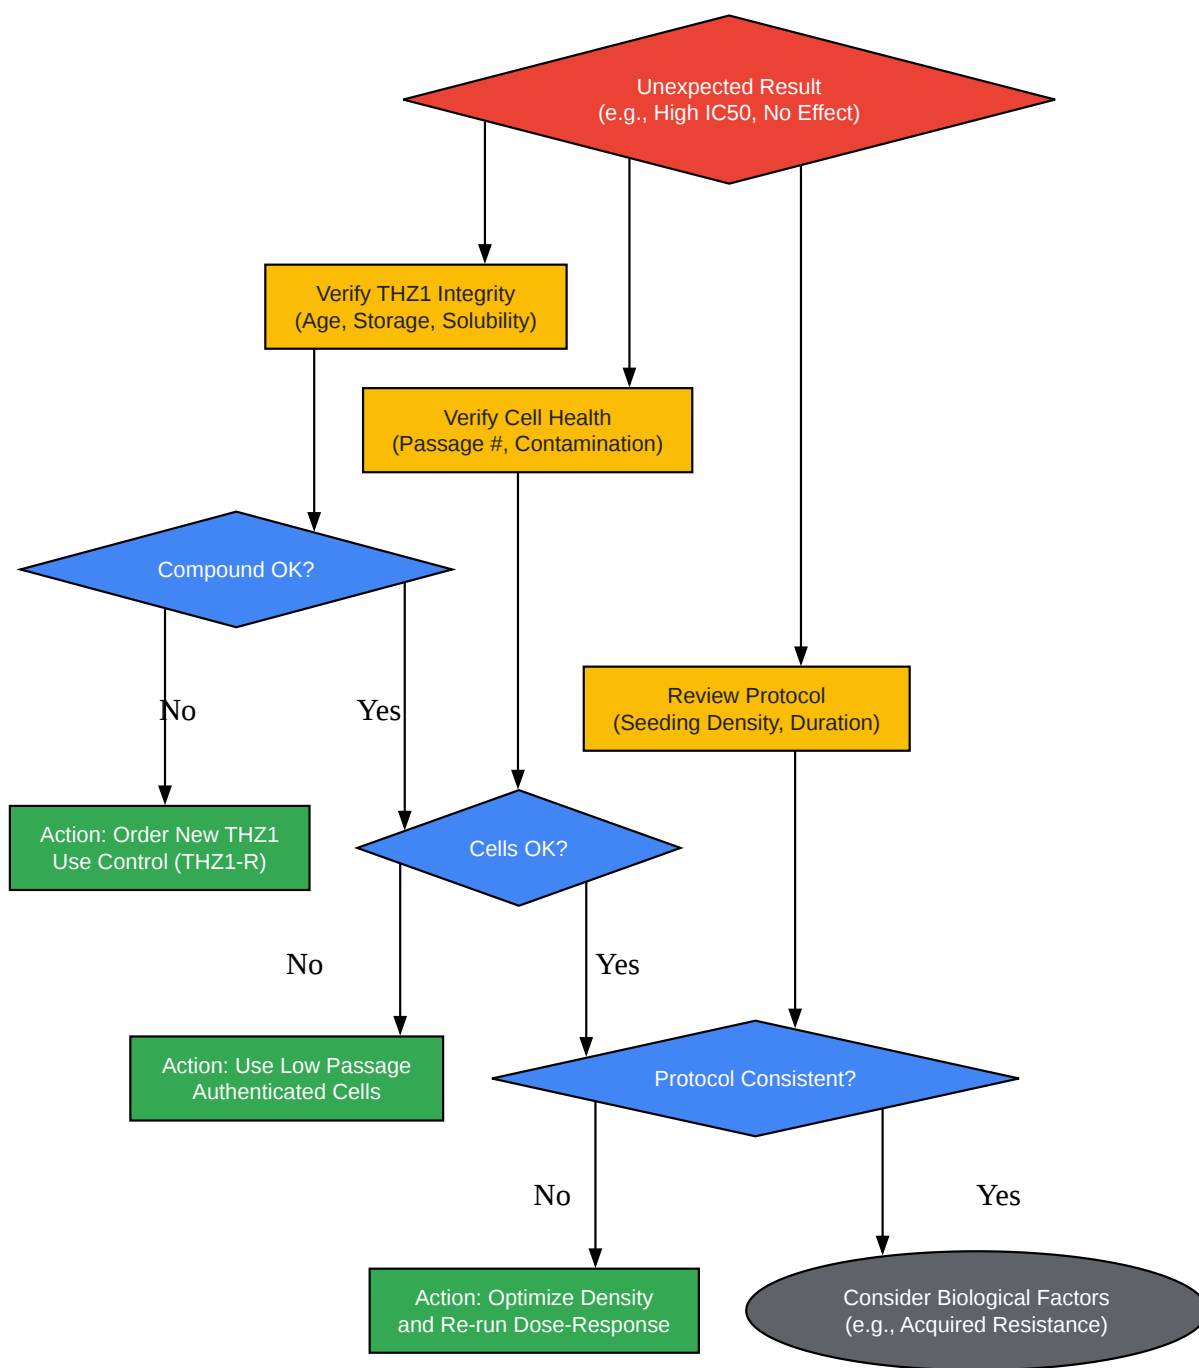 Unexpected Result
(e.g., High IC50, No Effect)
Verify THZ1 Integrity
(Age, Storage, Solubility)
Verify Cell Health
(Passage #, Contamination)
Compound OK?
Review Protocol
(Seeding Density, Duration)
No
Yes
Action: Order New THZ1
Use Control (THZ1-R)
Cells OK?
No
Yes
Action: Use Low Passage
Authenticated Cells
Protocol Consistent?
No
Yes
Action: Optimize Density
and Re-run Dose-Response
Consider Biological Factors
(e.g., Acquired Resistance)